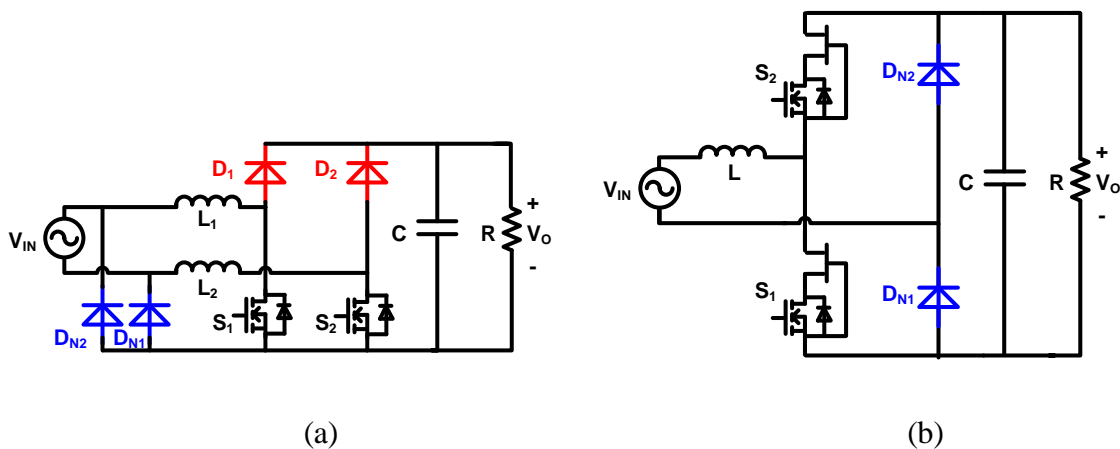 D1
D2
L1
VIN
L2
C
R
+
VO
-
S1
S2
DN2
DN1
(a)
S2
DN2
L
VIN
C
R
+
VO
-
S1
DN1
(b)